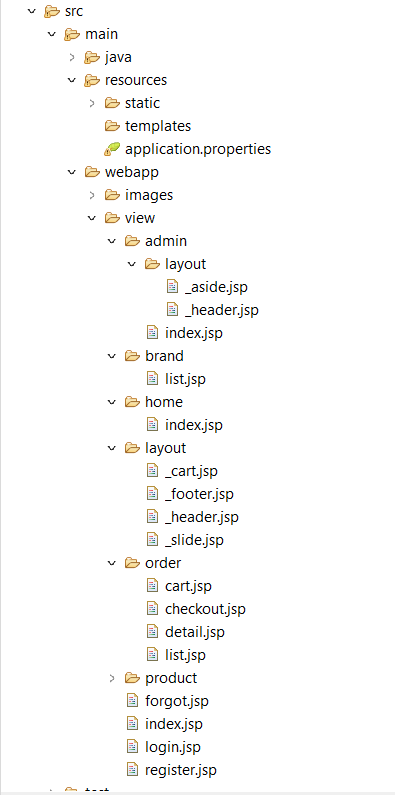 src
main
java
resources
static
templates
application.properties
webapp
images
view
admin
layout
_aside.jsp
_header.jsp
index.jsp
brand
list.jsp
home
index.jsp
layout
_cart.jsp
_footer.jsp
_header.jsp
_slide.jsp
order
cart.jsp
checkout.jsp
detail.jsp
list.jsp
product
forgot.jsp
index.jsp
login.jsp
register.jsp